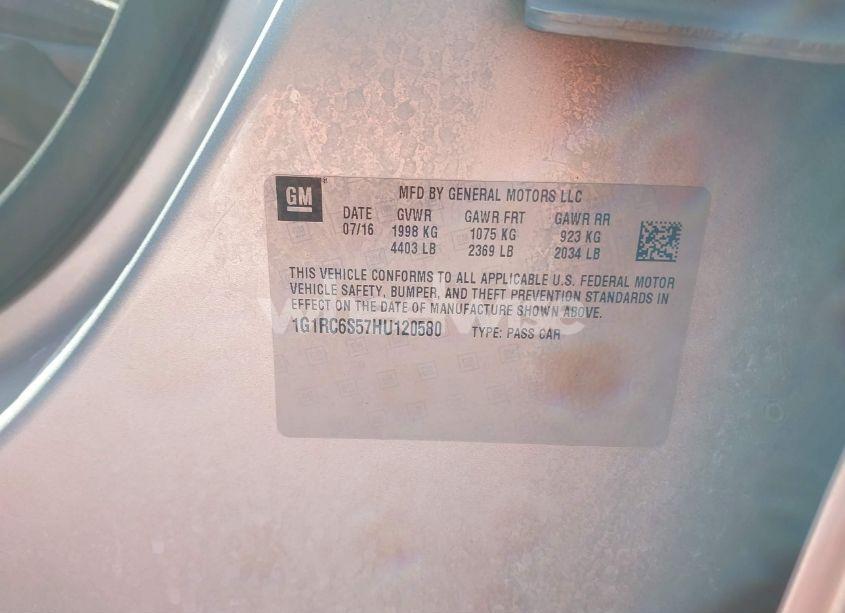 GM
MFD BY GENERAL MOTORS LLC
DATE GVWR GAWR FRT GAWR RR
07/16 1998 KG 1075 KG 923 KG
4403 LB 2369 LB 2034 LB
THIS VEHICLE CONFORMS TO ALL APPLICABLE U.S. FEDERAL MOTOR
VEHICLE SAFETY, BUMPER, AND THEFT PREVENTION STANDARDS IN
EFFECT ON THE DATE OF MANUFACTURE SHOWN ABOVE.
1G1RC6S57HU120580 TYPE: PASS CAR